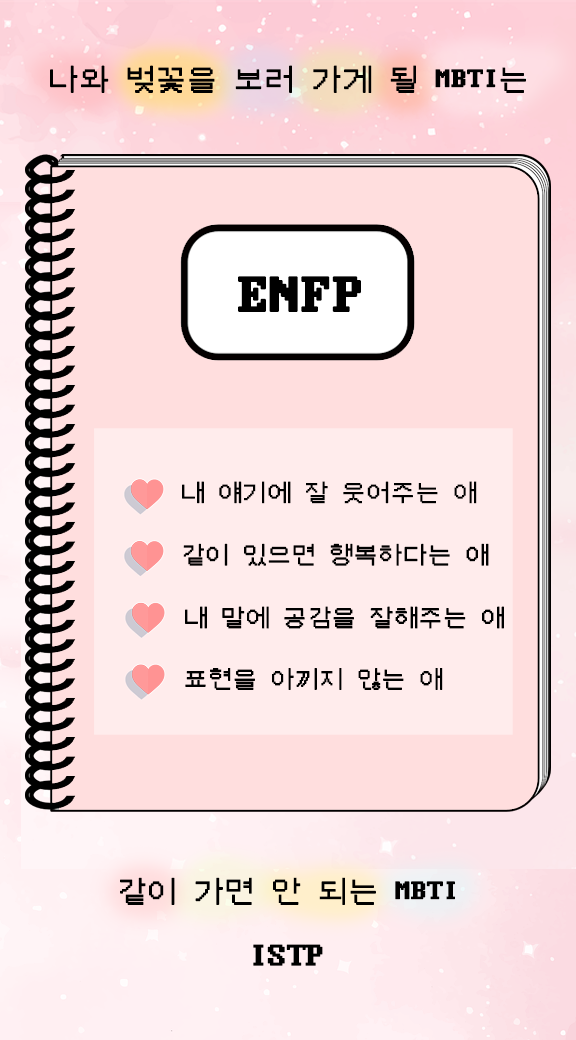 나와 벚꽃을 보러 가게 될 MBTI는
ENFP
내 얘기에 잘 웃어주는 애
같이 있으면 행복하다는 애
내 말에 공감을 잘해주는 애
표현을 아끼지 않는 애
같이 가면 안 되는 MBTI
ISTP